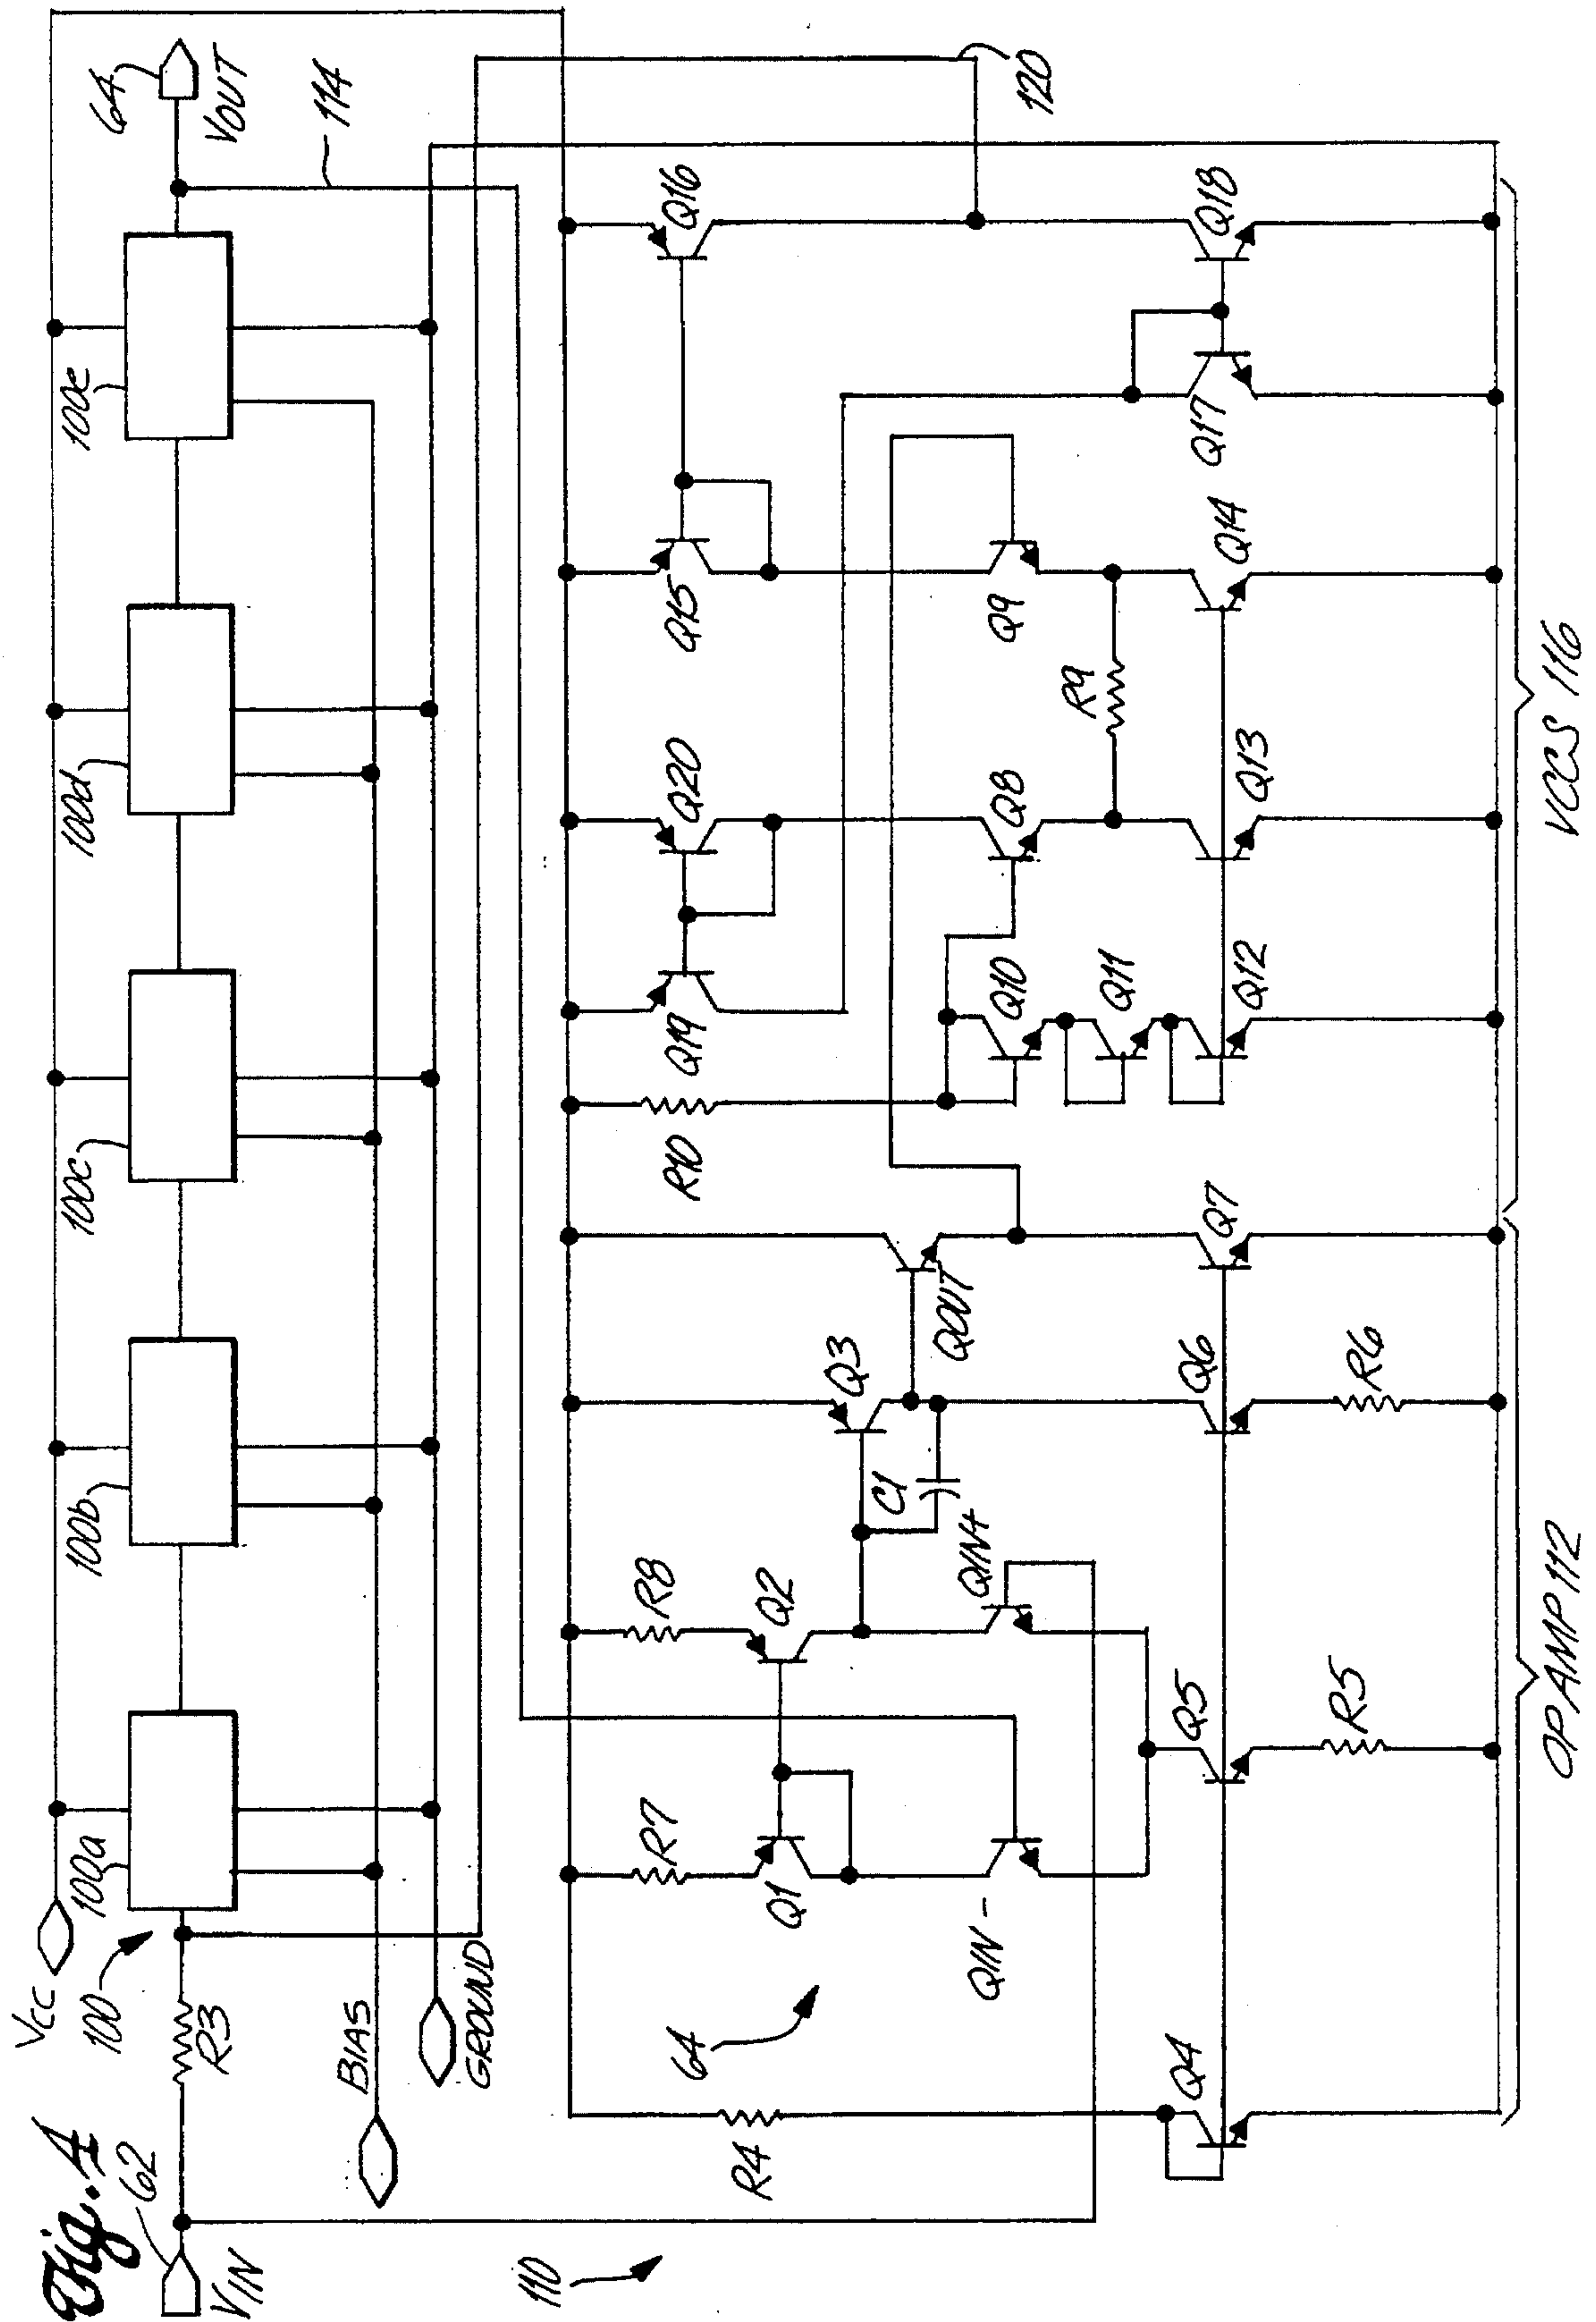 Fig. 4
VCC
100
100a
100b
100c
100d
100e
64
VOUT
62
VIN
R3
BIAS
GROUND
114
120
110
64
R4
R7
R8
Q1
Q2
Q3
C1
QIN -
QIN+
QOUT
Q4
Q5
Q6
Q7
R5
R6
R10
Q19
Q20
Q15
Q16
Q10
Q8
Q9
R9
Q11
Q12
Q13
Q14
Q17
Q18
OP AMP 112
VCCS 116